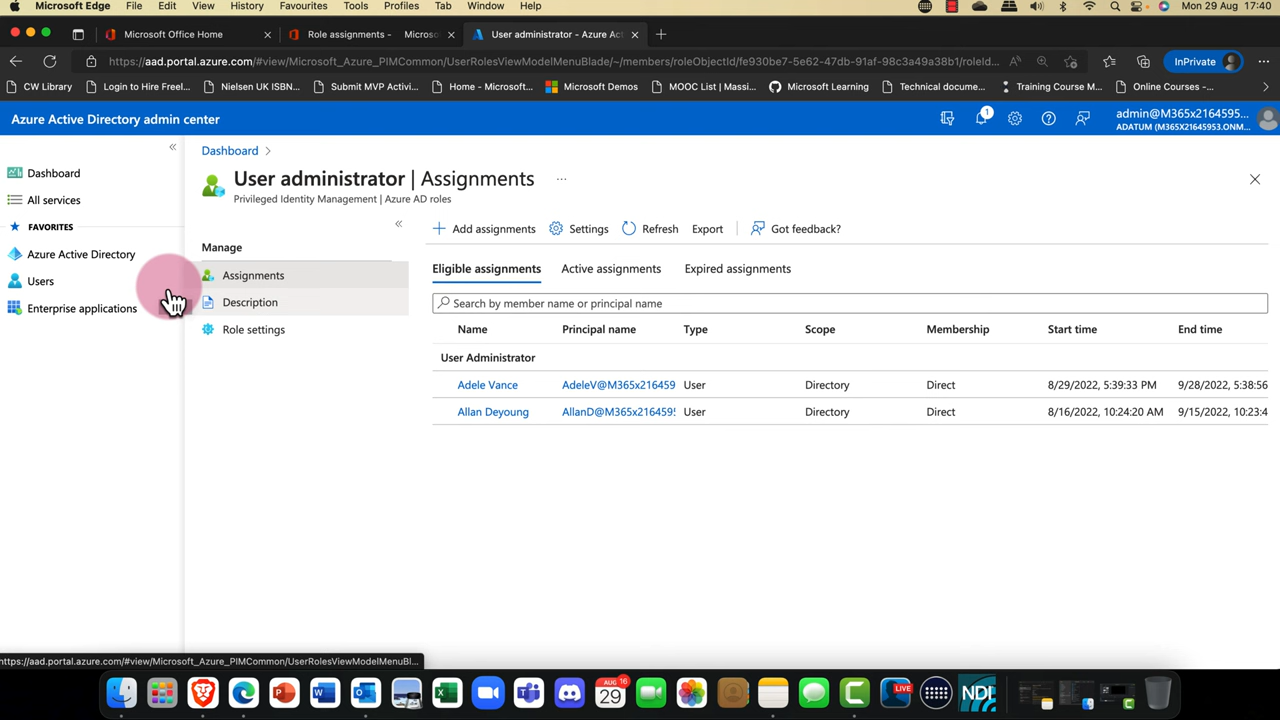 Microsoft Edge File Edit View History Favourites Tools Profiles Tab Window Help Mon 29 Aug 17:40
Microsoft Office Home × Role assignments - Microso × User administrator - Azure Act ×
https://aad.portal.azure.com/#view/Microsoft_Azure_PIMCommon/UserRolesViewModelMenuBlade/~/members/roleObjectId/fe930be7-5e62-47db-91af-98c3a49a38b1/roleId... InPrivate
CW Library Login to Hire Freel... Nielsen UK ISBN... Submit MVP Activi... Home - Microsoft... Microsoft Demos MOOC List | Massi... Microsoft Learning Technical docume... Training Course M... Online Courses -...
Azure Active Directory admin center 1 admin@M365x2164595...
ADATUM (M365X21645953.ONM...
Dashboard
All services
FAVORITES
Azure Active Directory
Users
Enterprise applications
Dashboard >
User administrator | Assignments ...
Privileged Identity Management | Azure AD roles
Manage
Assignments
Description
Role settings
Add assignments Settings Refresh Export Got feedback?
Eligible assignments Active assignments Expired assignments
Search by member name or principal name
Name Principal name Type Scope Membership Start time End time
User Administrator
Adele Vance AdeleV@M365x216459 User Directory Direct 8/29/2022, 5:39:33 PM 9/28/2022, 5:38:56
Allan Deyoung AllanD@M365x216459 User Directory Direct 8/16/2022, 10:24:20 AM 9/15/2022, 10:23:4
https://aad.portal.azure.com/#view/Microsoft_Azure_PIMCommon/UserRolesViewModelMenuBl...
AUG 16
29
LIVE
NDI